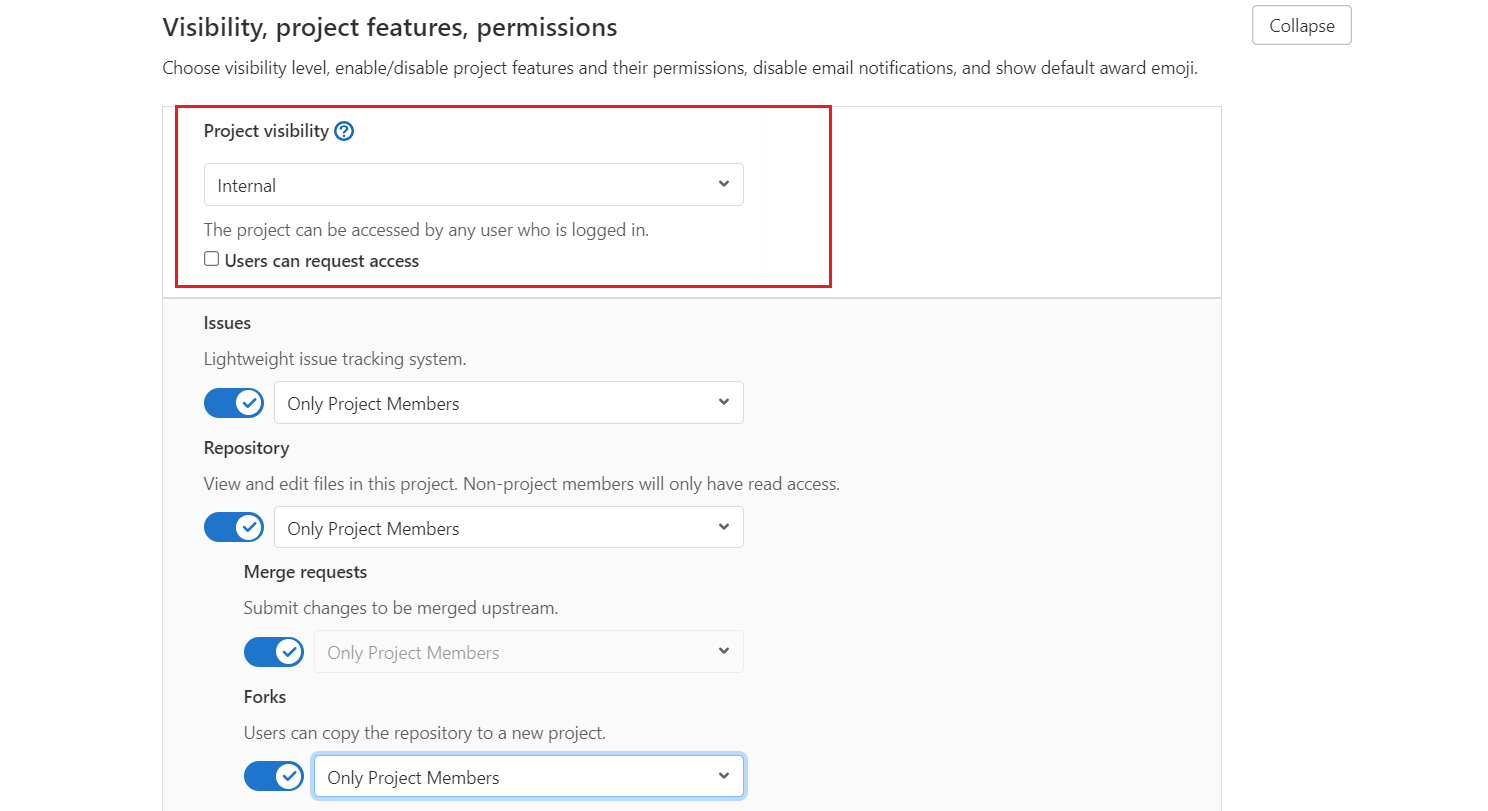 Visibility, project features, permissions
Collapse
Choose visibility level, enable/disable project features and their permissions, disable email notifications, and show default award emoji.
Project visibility ?
Internal
The project can be accessed by any user who is logged in.
Users can request access
Issues
Lightweight issue tracking system.
Only Project Members
Repository
View and edit files in this project. Non-project members will only have read access.
Only Project Members
Merge requests
Submit changes to be merged upstream.
Only Project Members
Forks
Users can copy the repository to a new project.
Only Project Members